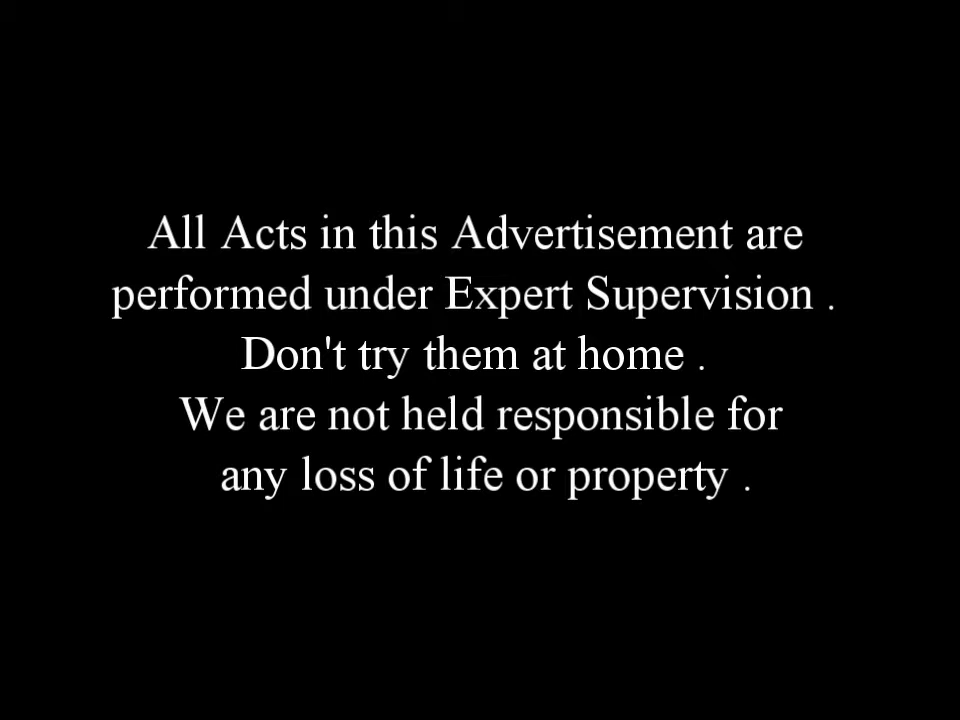 All Acts in this Advertisement are
performed under Expert Supervision .
Don't try them at home .
We are not held responsible for
any loss of life or property .